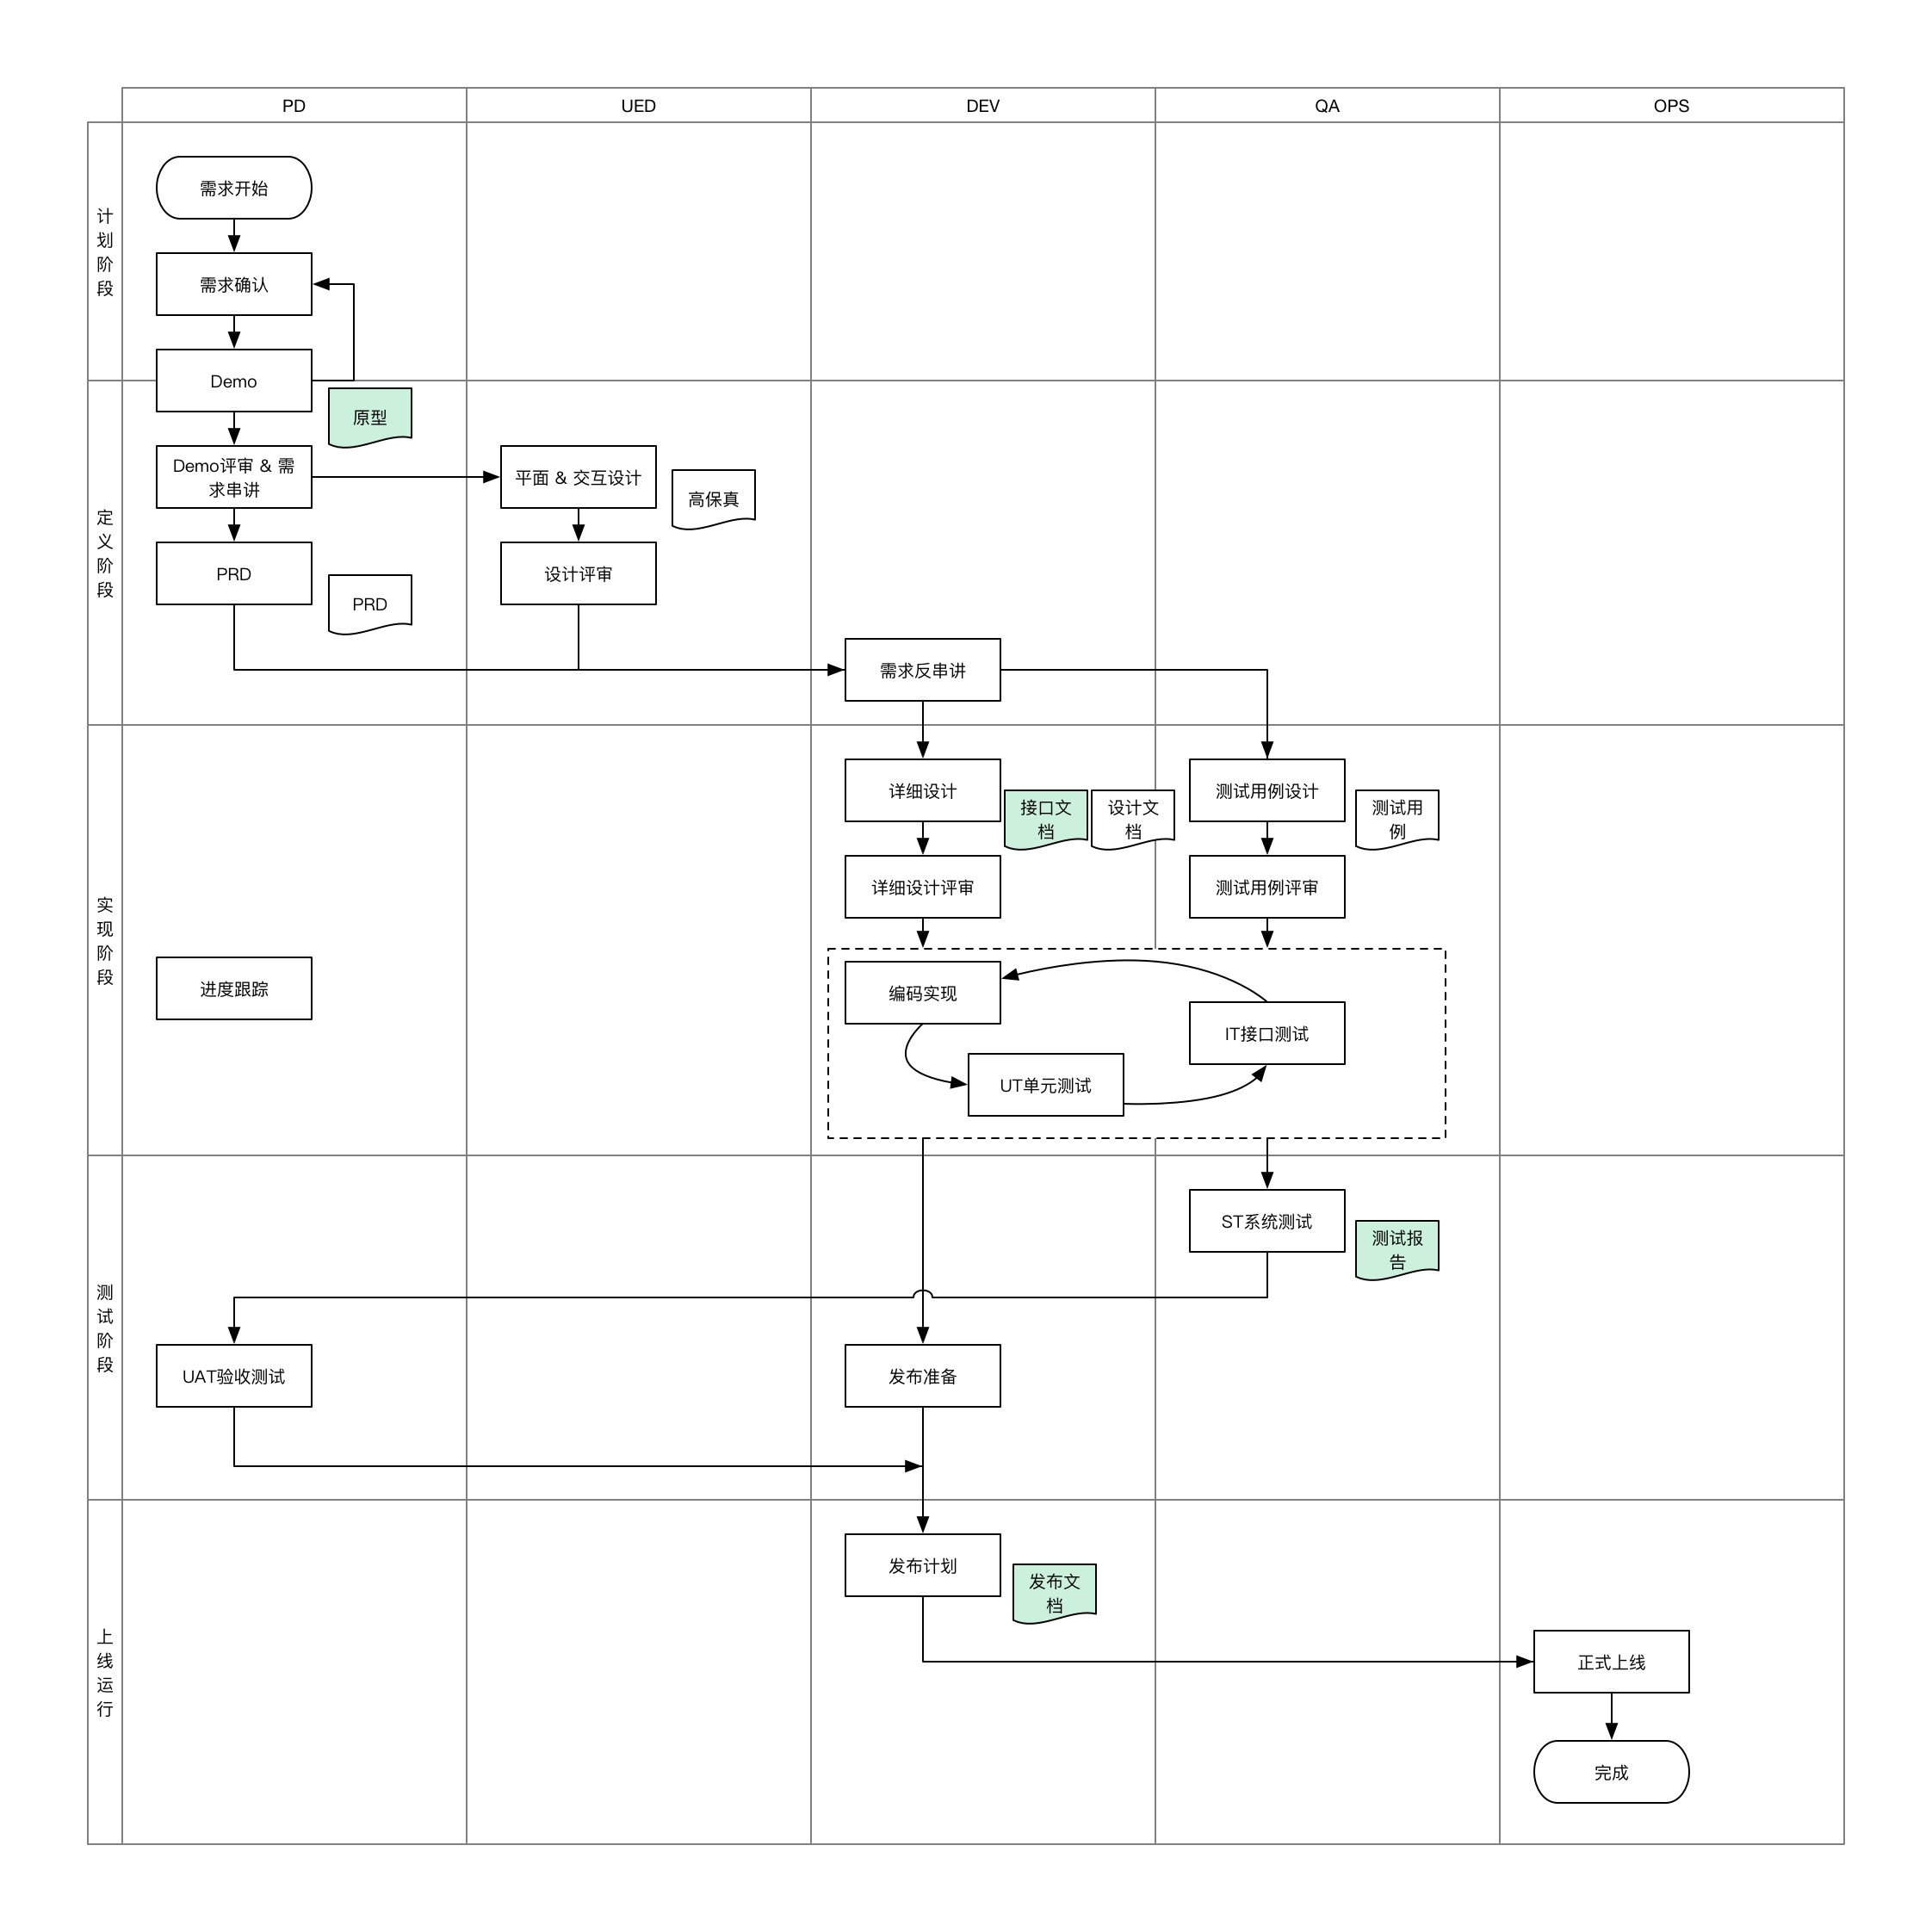 PD
UED
DEV
QA
OPS
计
划
阶
段
需求开始
需求确认
Demo
原型
定
义
阶
段
Demo评审 & 需
求串讲
平面 & 交互设计
高保真
PRD
PRD
设计评审
需求反串讲
实
现
阶
段
详细设计
接口文
档
设计文
档
测试用例设计
测试用
例
详细设计评审
测试用例评审
进度跟踪
编码实现
IT接口测试
UT单元测试
测
试
阶
段
ST系统测试
测试报
告
UAT验收测试
发布准备
上
线
运
行
发布计划
发布文
档
正式上线
完成